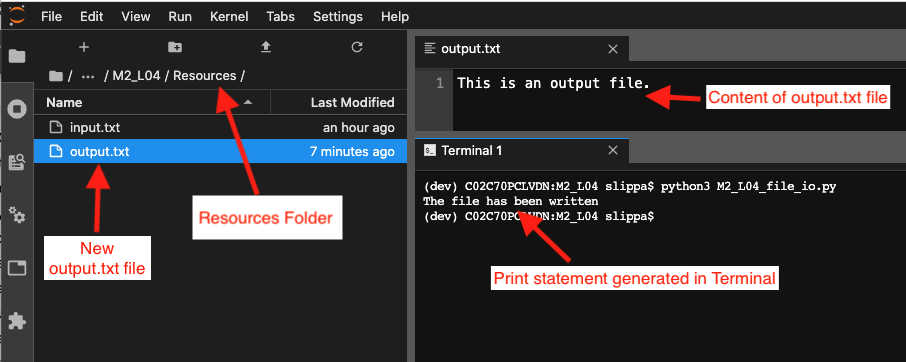 File Edit View Run Kernel Tabs Settings Help
/ ... / M2_L04 / Resources /
Name Last Modified
input.txt an hour ago
output.txt 7 minutes ago
Resources Folder
New
output.txt file
output.txt
1 This is an output file.
Content of output.txt file
Terminal 1
(dev) C02C70PCLVDN:M2_L04 slippa$ python3 M2_L04_file_io.py
The file has been written
(dev) C02C70PCLVDN:M2_L04 slippa$
Print statement generated in Terminal